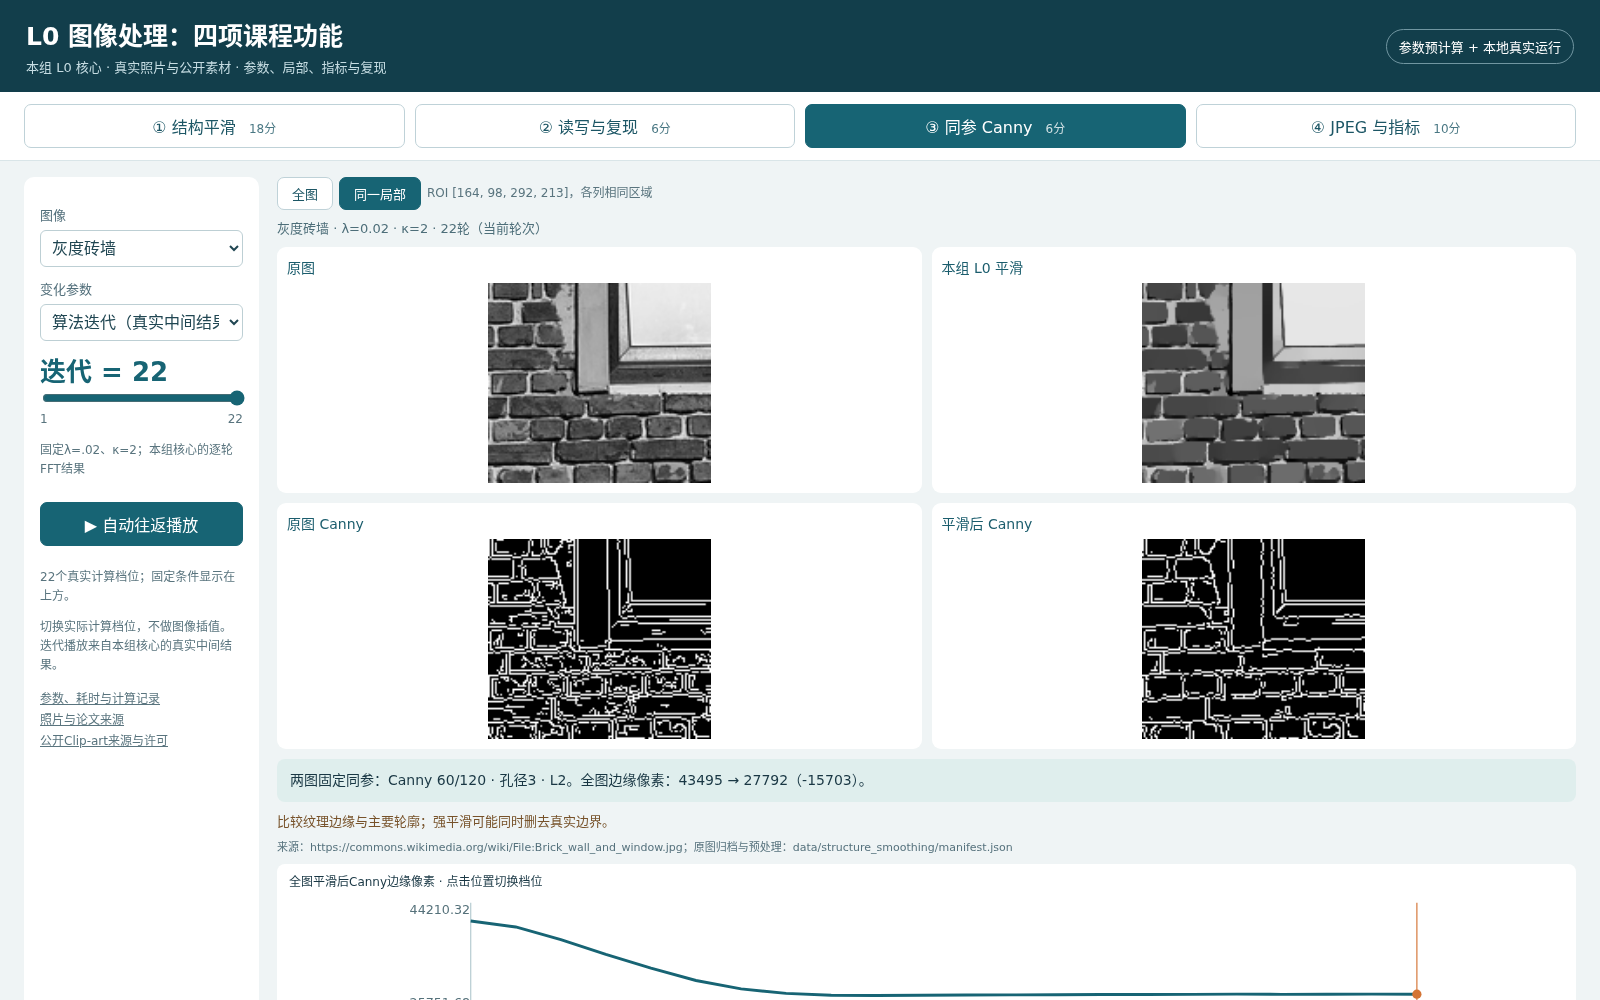 L0 图像处理：四项课程功能
本组 L0 核心 · 真实照片与公开素材 · 参数、局部、指标与复现
参数预计算 + 本地真实运行
① 结构平滑 18分
② 读写与复现 6分
③ 同参 Canny 6分
④ JPEG 与指标 10分
图像
灰度砖墙
变化参数
算法迭代（真实中间结果
迭代 = 22
1 22
固定λ=.02、κ=2；本组核心的逐轮
FFT结果
▶ 自动往返播放
22个真实计算档位；固定条件显示在
上方。
切换实际计算档位，不做图像插值。
迭代播放来自本组核心的真实中间结
果。
参数、耗时与计算记录
照片与论文来源
公开Clip-art来源与许可
全图 同一局部 ROI [164, 98, 292, 213]，各列相同区域
灰度砖墙 · λ=0.02 · κ=2 · 22轮（当前轮次）
原图
本组 L0 平滑
原图 Canny
平滑后 Canny
两图固定同参：Canny 60/120 · 孔径3 · L2。全图边缘像素：43495 → 27792（-15703）。
比较纹理边缘与主要轮廓；强平滑可能同时删去真实边界。
来源：https://commons.wikimedia.org/wiki/File:Brick_wall_and_window.jpg；原图归档与预处理：data/structure_smoothing/manifest.json
全图平滑后Canny边缘像素 · 点击位置切换档位
44210.32